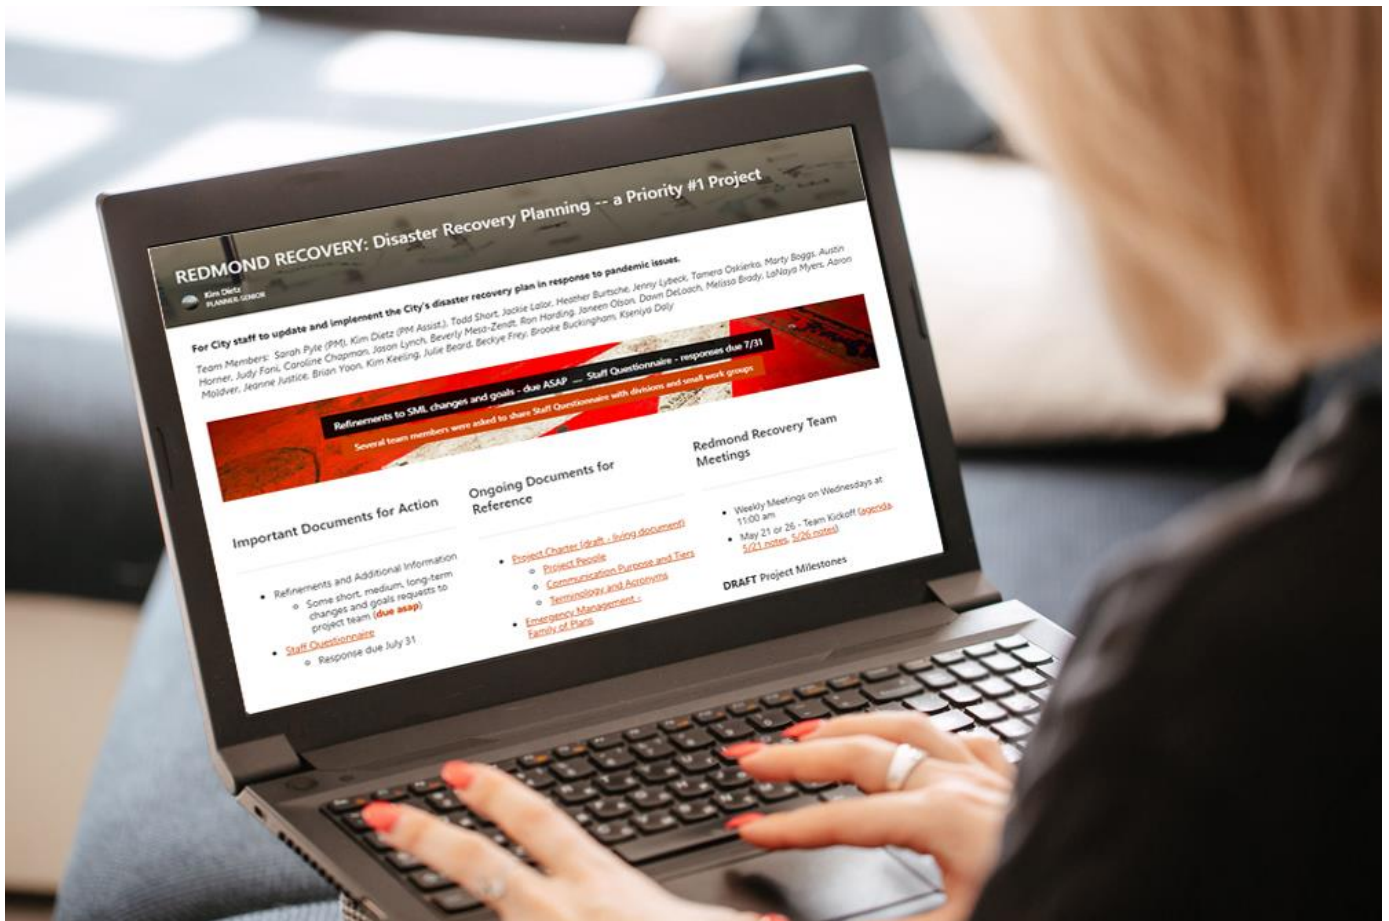 REDMOND RECOVERY: Disaster Recovery Planning -- a Priority #1 Project
Kim Dietz
PLANNER-SENIOR
For City staff to update and implement the City's disaster recovery plan in response to pandemic issues.
Team Members: Sarah Pyle (PM), Kim Dietz (PM Assist.), Todd Short, Jackie Lalor, Heather Burtsche, Jenny Lybeck, Tamera Oskierko, Marty Boggs, Austin
Horner, Judy Fani, Caroline Chapman, Jason Lynch, Beverly Mesa-Zendt, Ron Harding, Janeen Olson, Dawn DeLoach, Melissa Brady, LaNaya Myers, Aaron
Moldver, Jeanne Justice, Brian Yoon, Kim Keeling, Julie Beard, Beckye Frey, Brooke Buckingham, Kseniya Daly
Refinements to SML changes and goals - due ASAP __ Staff Questionnaire - responses due 7/31
Several team members were asked to share Staff Questionnaire with divisions and small work groups
Important Documents for Action
Refinements and Additional Information
Some short, medium, long-term
changes and goals requests to
project team (due asap)
Staff Questionnaire
Response due July 31
Ongoing Documents for
Reference
Project Charter (draft - living document)
Project People
Communication Purpose and Tiers
Terminology and Acronyms
Emergency Management -
Family of Plans
Redmond Recovery Team
Meetings
Weekly Meetings on Wednesdays at
11:00 am
May 21 or 26 - Team Kickoff (agenda,
5/21 notes, 5/26 notes)
DRAFT Project Milestones